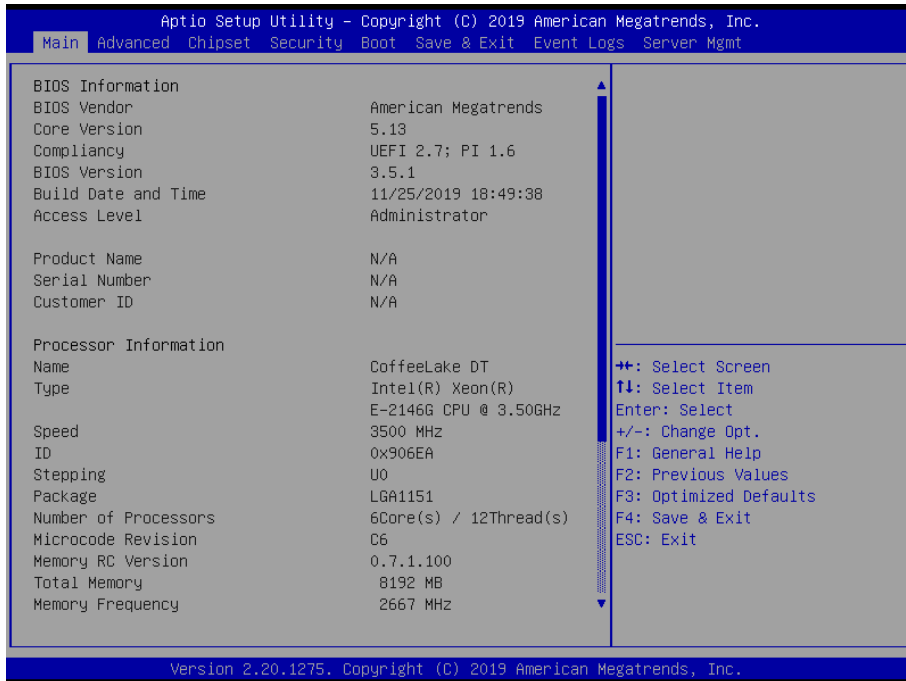 Aptio Setup Utility – Copyright (C) 2019 American Megatrends, Inc.
Main Advanced Chipset Security Boot Save & Exit Event Logs Server Mgmt
BIOS Information
BIOS Vendor American Megatrends
Core Version 5.13
Compliancy UEFI 2.7; PI 1.6
BIOS Version 3.5.1
Build Date and Time 11/25/2019 18:49:38
Access Level Administrator
Product Name N/A
Serial Number N/A
Customer ID N/A
Processor Information
Name CoffeeLake DT
Type Intel(R) Xeon(R)
E-2146G CPU @ 3.50GHz
Speed 3500 MHz
ID 0x906EA
Stepping U0
Package LGA1151
Number of Processors 6Core(s) / 12Thread(s)
Microcode Revision C6
Memory RC Version 0.7.1.100
Total Memory 8192 MB
Memory Frequency 2667 MHz
→←: Select Screen
↑↓: Select Item
Enter: Select
+/-: Change Opt.
F1: General Help
F2: Previous Values
F3: Optimized Defaults
F4: Save & Exit
ESC: Exit
Version 2.20.1275. Copyright (C) 2019 American Megatrends, Inc.